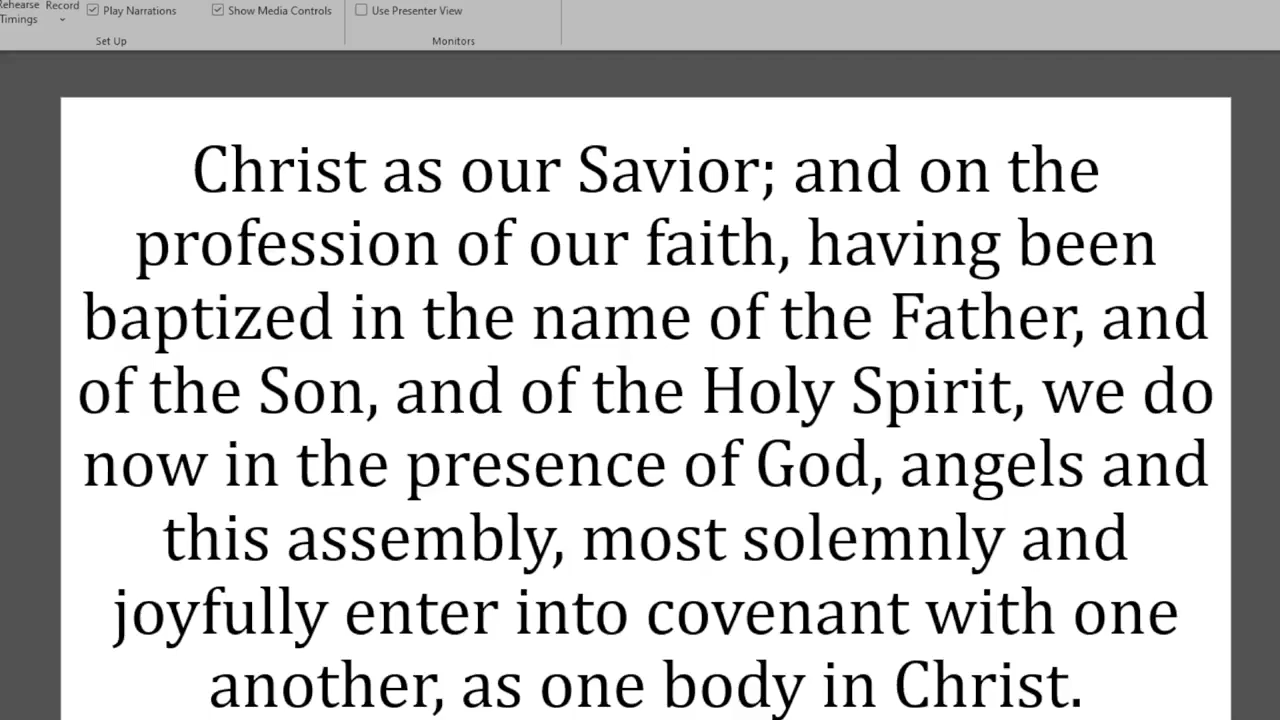 Rehearse Record Play Narrations Show Media Controls Use Presenter View
Timings
Set Up Monitors
Christ as our Savior; and on the
profession of our faith, having been
baptized in the name of the Father, and
of the Son, and of the Holy Spirit, we do
now in the presence of God, angels and
this assembly, most solemnly and
joyfully enter into covenant with one
another, as one body in Christ.